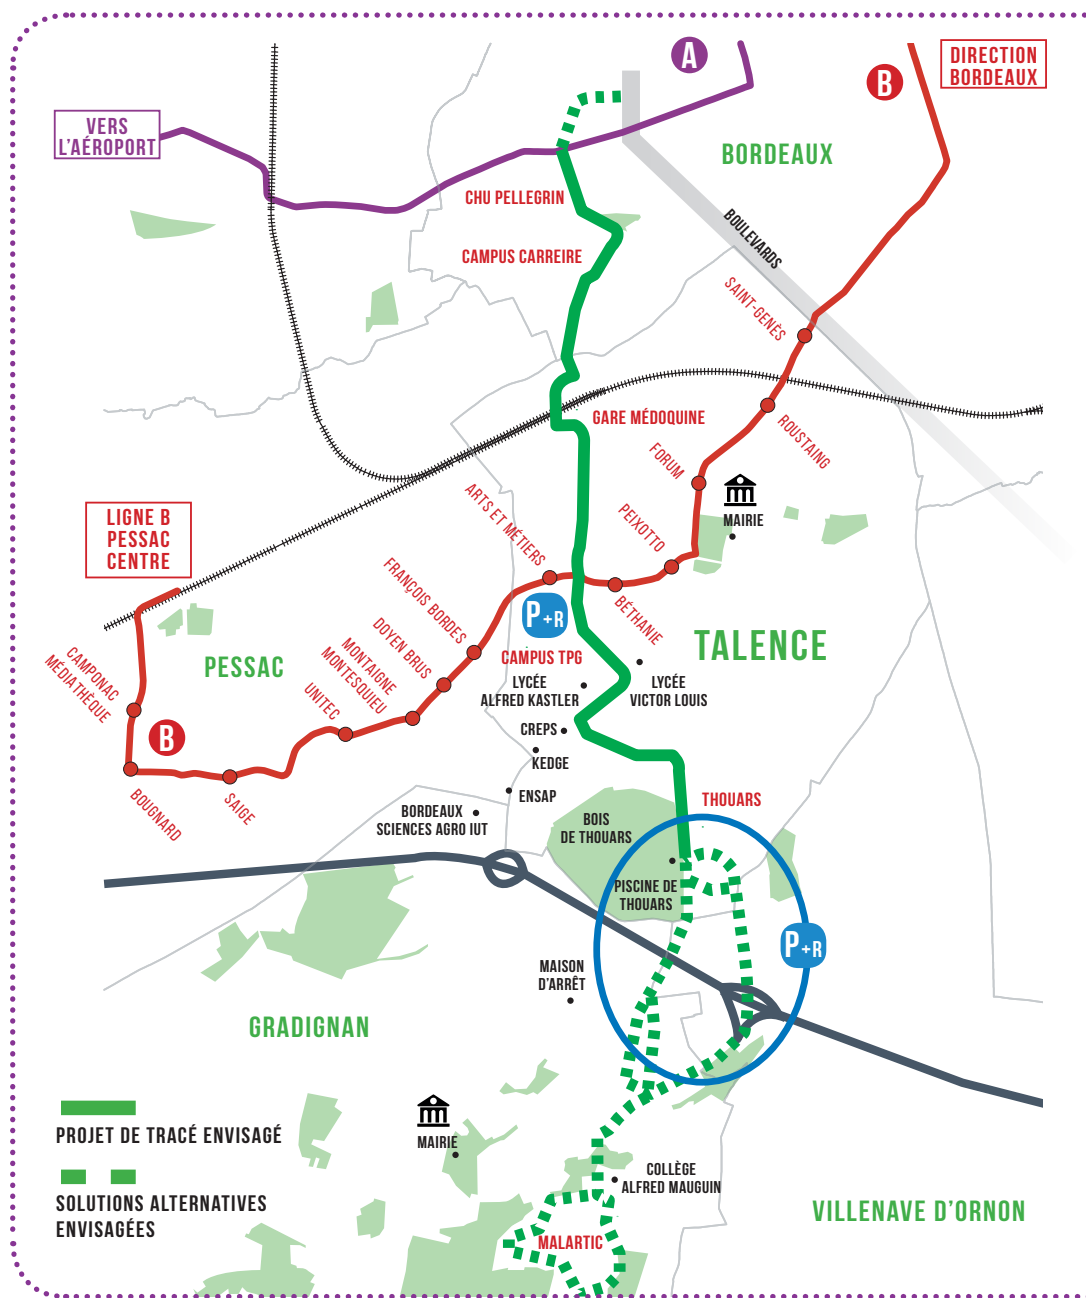 A
B
DIRECTION
BORDEAUX
VERS
L'AÉROPORT
BORDEAUX
CHU PELLEGRIN
BOULEVARDS
CAMPUS CARREIRE
SAINT-GENÈS
GARE MÉDOQUINE
ROUSTAING
FORUM
ARTS ET MÉTIERS
MAIRIE
PEIXOTTO
LIGNE B
PESSAC
CENTRE
FRANÇOIS BORDES
P+R
BÉTHANIE
DOYEN BRUS
TALENCE
PESSAC
CAMPUS TPG
MONTAIGNE
MONTESQUIEU
CAMPONAC
MÉDIATHÈQUE
LYCÉE
ALFRED KASTLER
LYCÉE
VICTOR LOUIS
UNITEC
CREPS
B
KEDGE
ENSAP
THOUARS
BOUGNARD
SAIGE
BORDEAUX
SCIENCES AGRO IUT
BOIS
DE THOUARS
PISCINE DE
THOUARS
P+R
MAISON
D'ARRÊT
GRADIGNAN
PROJET DE TRACÉ ENVISAGÉ
MAIRIE
COLLÈGE
ALFRED MAUGUIN
SOLUTIONS ALTERNATIVES
ENVISAGÉES
VILLENAVE D'ORNON
MALARTIC